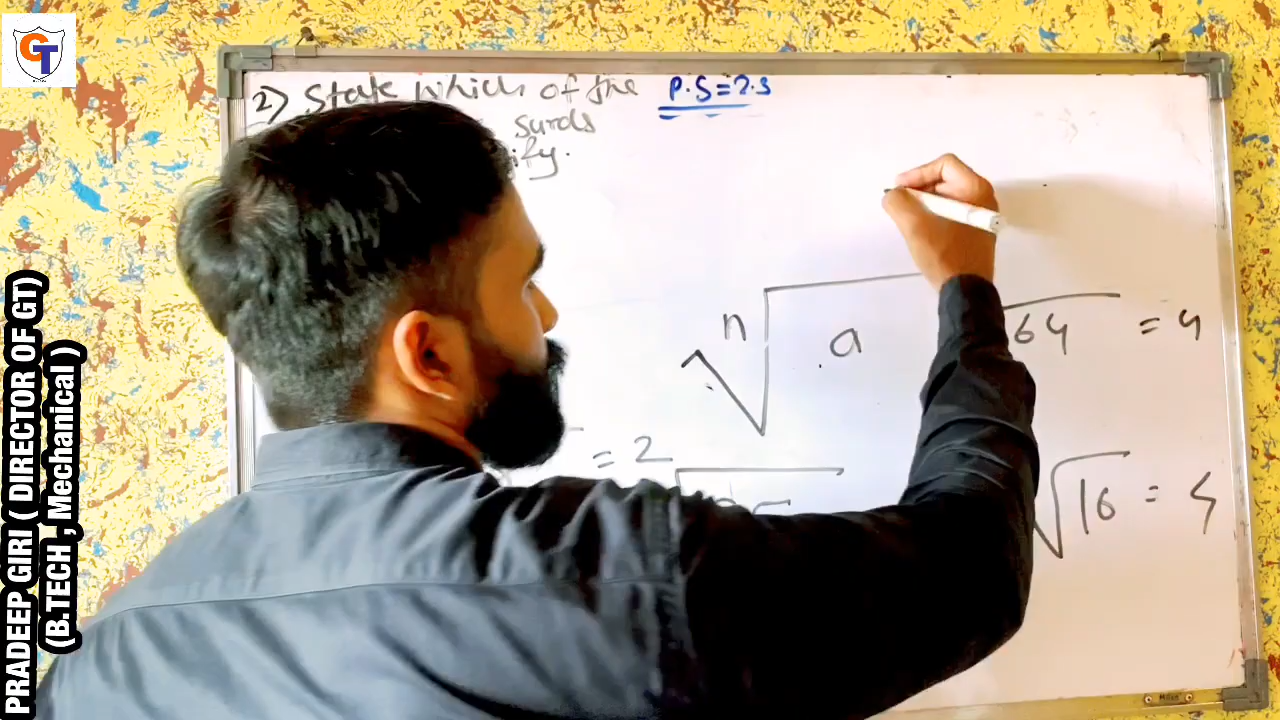 GT
PRADEEP GIRI ( DIRECTOR OF GT)
(B.TECH , Mechanical )
2) State which of the P.S=2.3
surds
n√a
64 = 4
= 2
√16 = 4